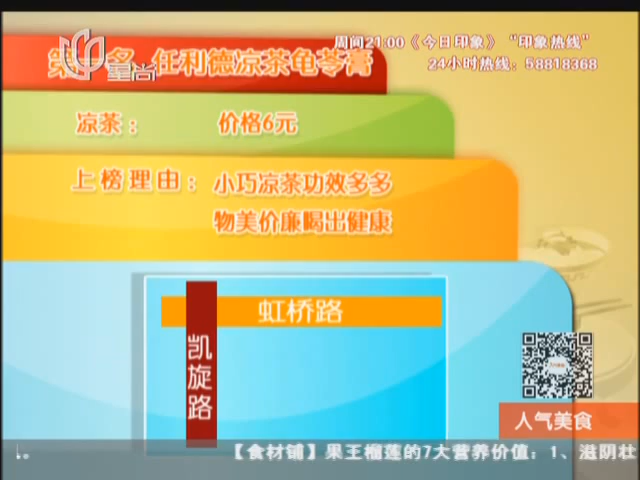 周间21:00《今日印象》 “印象热线”
24小时热线：58818368
星尚
第 名 任利德凉茶龟苓膏
凉茶： 价格6元
上榜理由： 小巧凉茶功效多多
物美价廉喝出健康
虹桥路
凯旋路
人气美食
【食材铺】果王榴莲的7大营养价值：1、滋阴壮